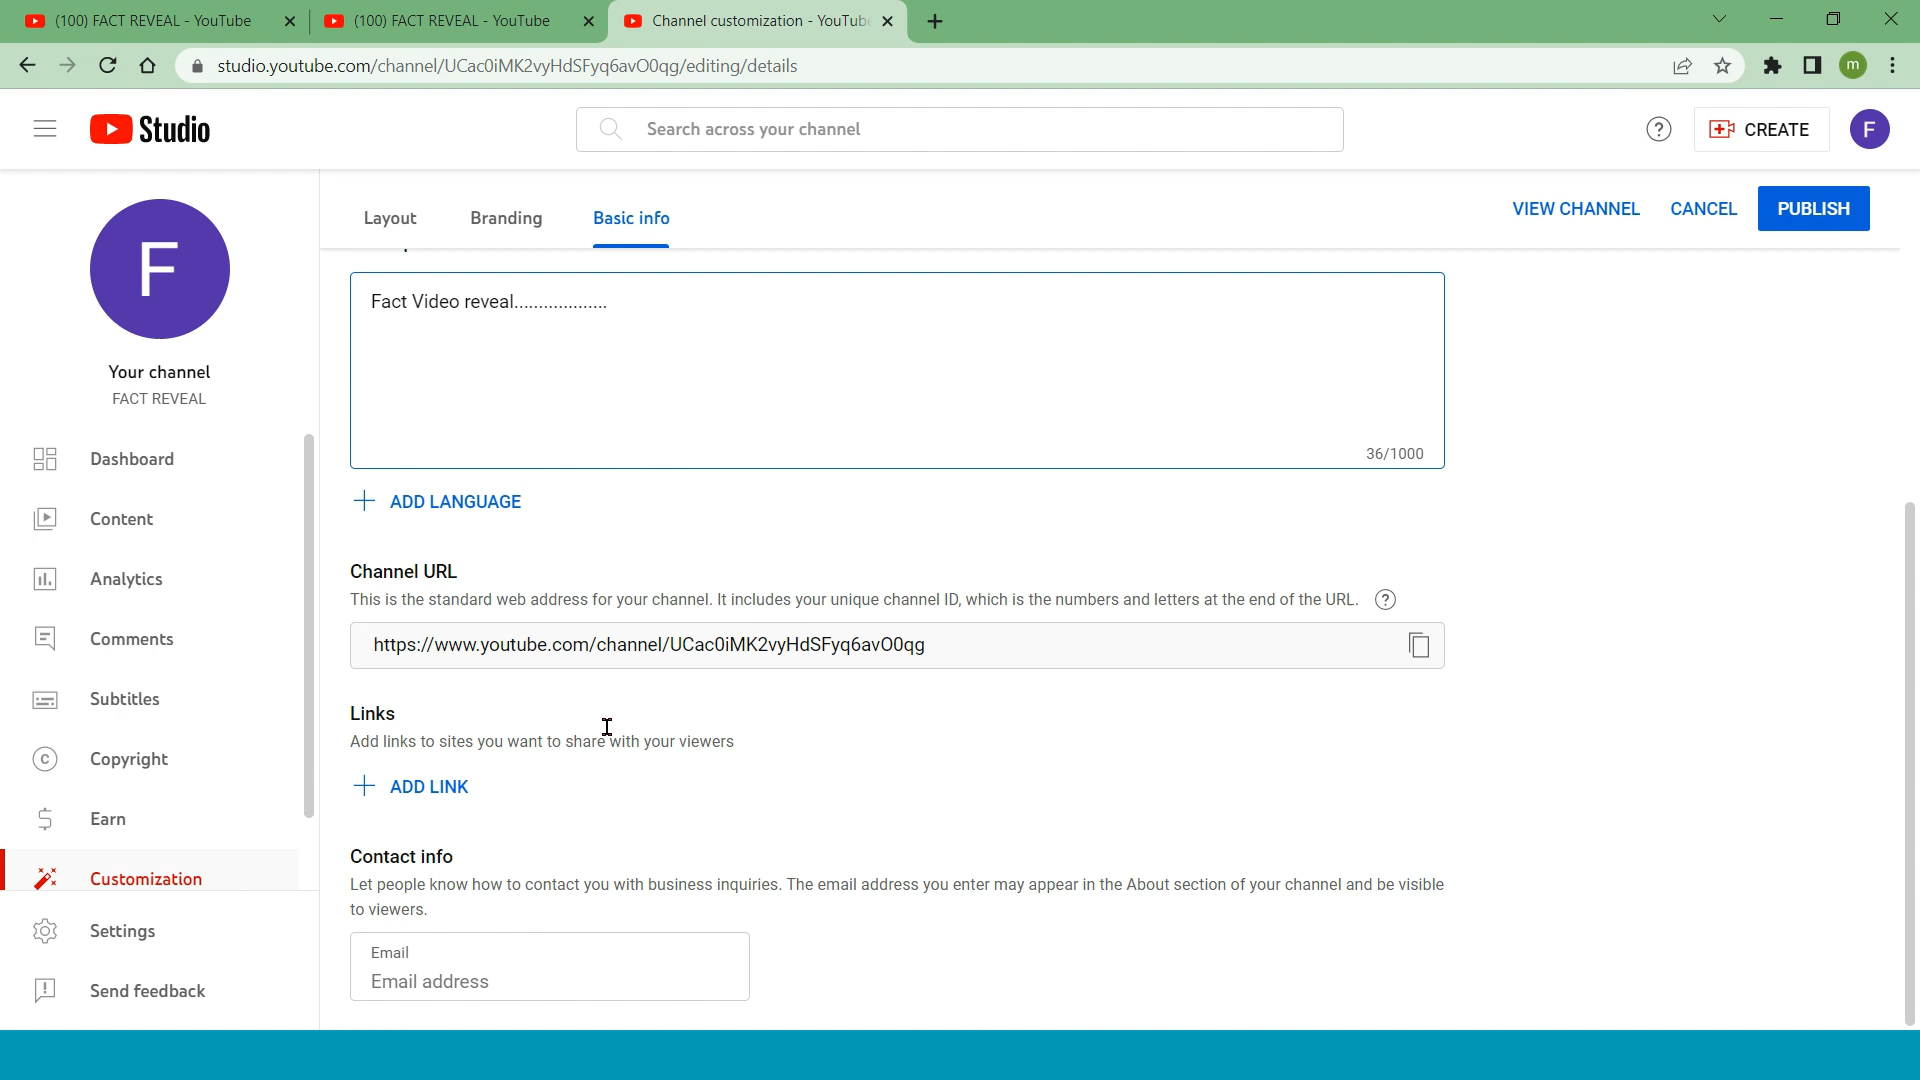 (100) FACT REVEAL - YouTube
(100) FACT REVEAL - YouTube
Channel customization - YouTube
studio.youtube.com/channel/UCac0iMK2vyHdSFyq6avO0qg/editing/details
m
Studio
Search across your channel
CREATE
F
Layout
Branding
Basic info
VIEW CHANNEL
CANCEL
PUBLISH
F
Your channel
FACT REVEAL
Dashboard
Content
Analytics
Comments
Subtitles
Copyright
Earn
Customization
Settings
Send feedback
Fact Video reveal...................
36/1000
ADD LANGUAGE
Channel URL
This is the standard web address for your channel. It includes your unique channel ID, which is the numbers and letters at the end of the URL.
https://www.youtube.com/channel/UCac0iMK2vyHdSFyq6avO0qg
Links
Add links to sites you want to share with your viewers
ADD LINK
Contact info
Let people know how to contact you with business inquiries. The email address you enter may appear in the About section of your channel and be visible
to viewers.
Email
Email address